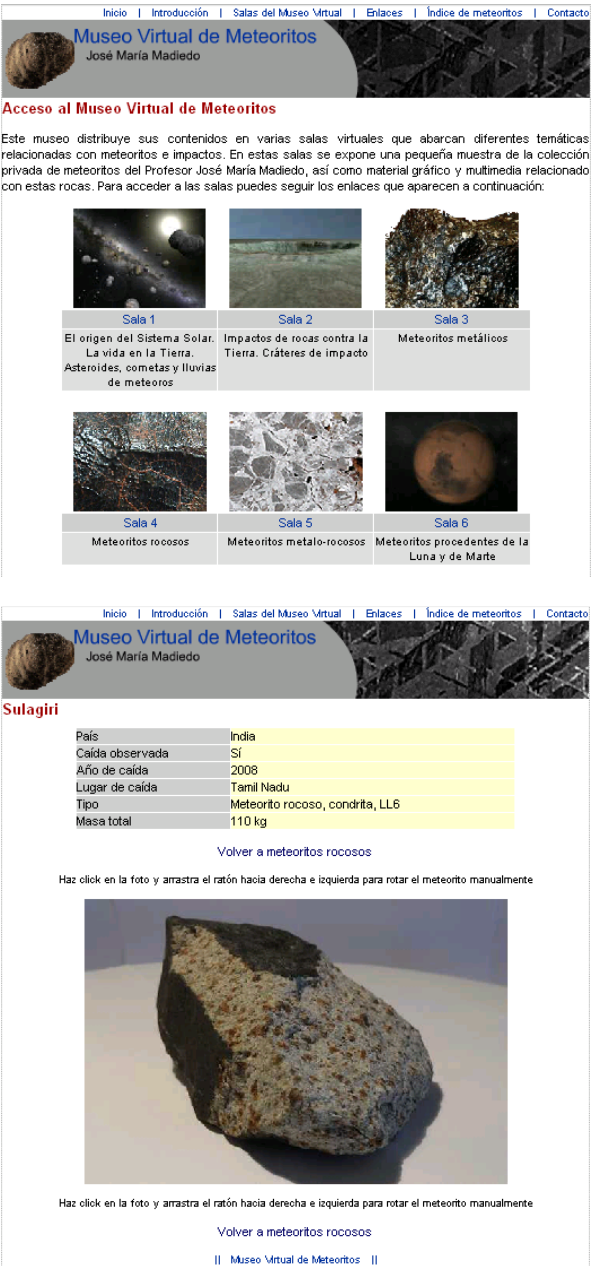 Inicio | Introducción | Salas del Museo Virtual | Enlaces | Índice de meteoritos | Contacto
Museo Virtual de Meteoritos
José María Madiedo
Acceso al Museo Virtual de Meteoritos
Este museo distribuye sus contenidos en varias salas virtuales que abarcan diferentes temáticas
relacionadas con meteoritos e impactos. En estas salas se expone una pequeña muestra de la colección
privada de meteoritos del Profesor José María Madiedo, así como material gráfico y multimedia relacionado
con estas rocas. Para acceder a las salas puedes seguir los enlaces que aparecen a continuación:
Sala 1 Sala 2 Sala 3
El origen del Sistema Solar. Impactos de rocas contra la Meteoritos metálicos
La vida en la Tierra. Tierra. Cráteres de impacto
Asteroides, cometas y lluvias
de meteoros
Sala 4 Sala 5 Sala 6
Meteoritos rocosos Meteoritos metalo-rocosos Meteoritos procedentes de la
Luna y de Marte
Inicio | Introducción | Salas del Museo Virtual | Enlaces | Índice de meteoritos | Contacto
Museo Virtual de Meteoritos
José María Madiedo
Sulagiri
País India
Caída observada Sí
Año de caída 2008
Lugar de caída Tamil Nadu
Tipo Meteorito rocoso, condrita, LL6
Masa total 110 kg
Volver a meteoritos rocosos
Haz click en la foto y arrastra el ratón hacia derecha e izquierda para rotar el meteorito manualmente
Haz click en la foto y arrastra el ratón hacia derecha e izquierda para rotar el meteorito manualmente
Volver a meteoritos rocosos
|| Museo Virtual de Meteoritos ||